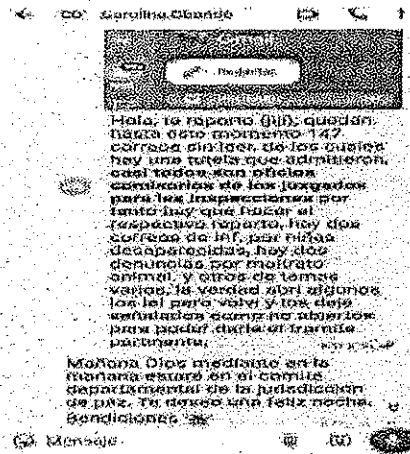 Carolina Obando
Hola, te reporto (jiji), quedan
hasta este momento 147
correos sin leer, de los cuales
hay una tutela que admitieron,
casi todos son oficios
comisorios de los juzgados
para las inspecciones por
tanto hay que hacer el
respectivo reparto, hay dos
correos de inf. por niñas
desaparecidas, hay dos
denuncias por maltrato
animal, y otros de temas
varios, la verdad abrí algunos
los leí pero volví y los dejé
señalados como no abiertos
para poder darle el trámite
pertinente.
Mañana Dios mediante en la
mañana estaré en el comité
departamental de la jurisdicción
de paz. Te deseo una feliz noche.
Bendiciones
Mensaje